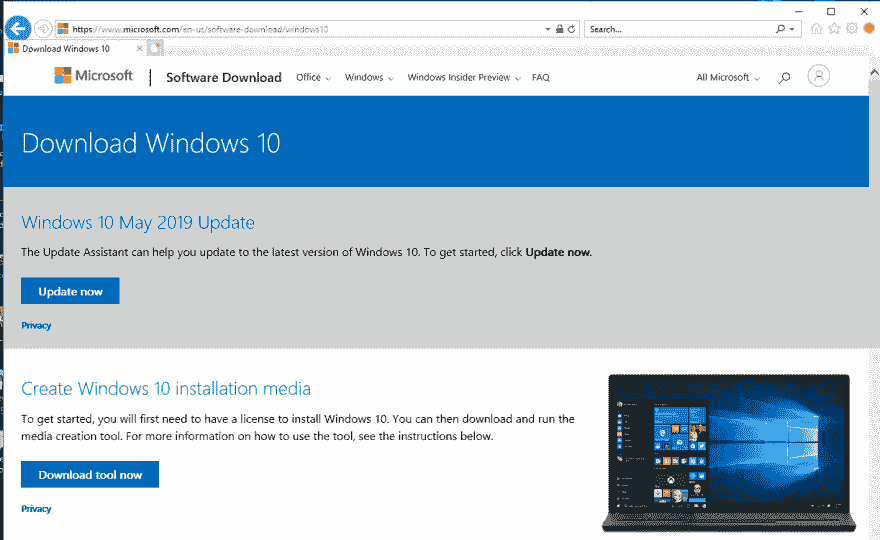 https://www.microsoft.com/en-us/software-download/windows10
Search...
Download Windows 10
Microsoft
Software Download
Office
Windows
Windows Insider Preview
FAQ
All Microsoft
Download Windows 10
Windows 10 May 2019 Update
The Update Assistant can help you update to the latest version of Windows 10. To get started, click Update now.
Update now
Privacy
Create Windows 10 installation media
To get started, you will first need to have a license to install Windows 10. You can then download and run the
media creation tool. For more information on how to use the tool, see the instructions below.
Download tool now
Privacy